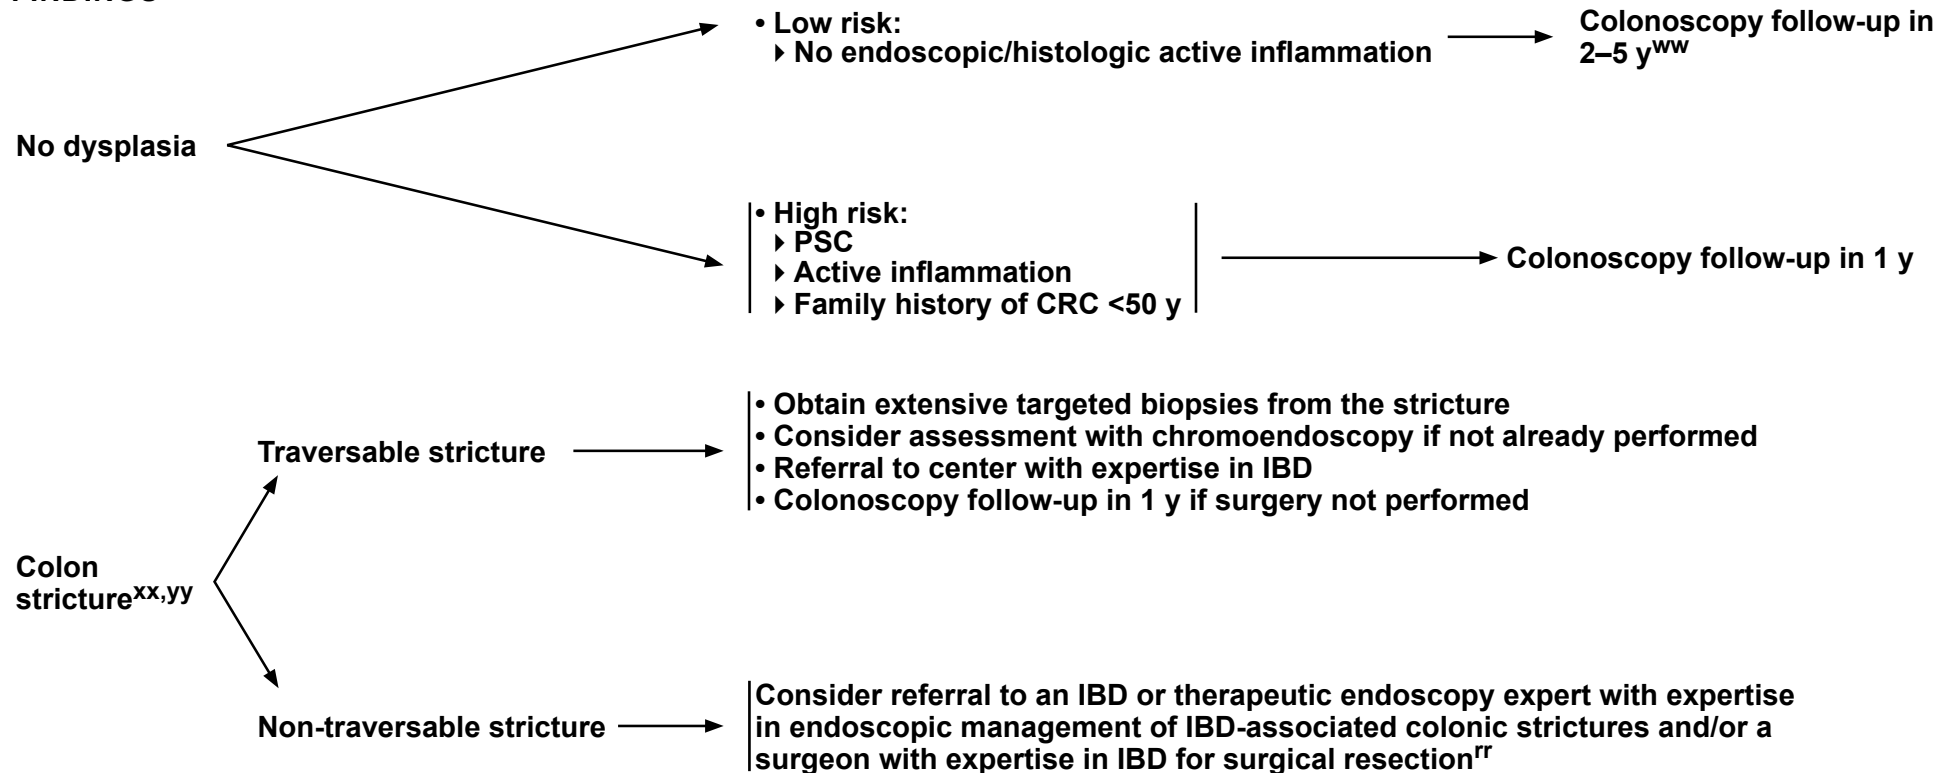 No dysplasia
• Low risk:
▸ No endoscopic/histologic active inflammation
Colonoscopy follow-up in
2–5 yʷʷ
• High risk:
▸ PSC
▸ Active inflammation
▸ Family history of CRC <50 y
Colonoscopy follow-up in 1 y
Colon
strictureˣˣ,ʸʸ
Traversable stricture
• Obtain extensive targeted biopsies from the stricture
• Consider assessment with chromoendoscopy if not already performed
• Referral to center with expertise in IBD
• Colonoscopy follow-up in 1 y if surgery not performed
Non-traversable stricture
Consider referral to an IBD or therapeutic endoscopy expert with expertise
in endoscopic management of IBD-associated colonic strictures and/or a
surgeon with expertise in IBD for surgical resectionʳʳ